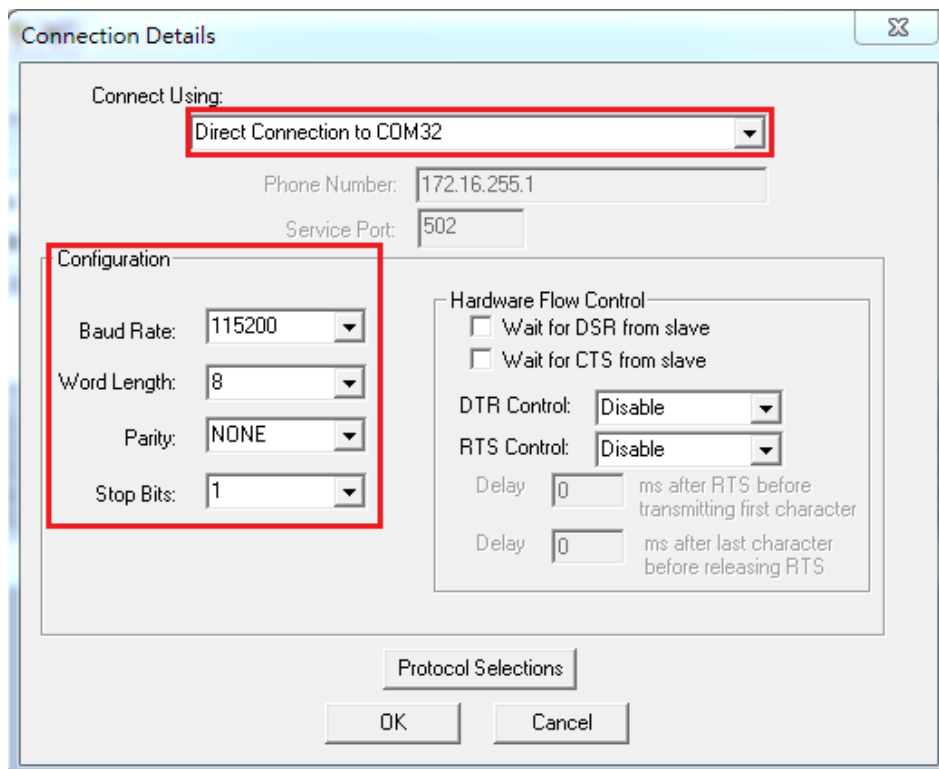 Connection Details
Connect Using:
Direct Connection to COM32
Phone Number: 172.16.255.1
Service Port: 502
Configuration
Baud Rate: 115200
Word Length: 8
Parity: NONE
Stop Bits: 1
Hardware Flow Control
Wait for DSR from slave
Wait for CTS from slave
DTR Control: Disable
RTS Control: Disable
Delay 0 ms after RTS before
transmitting first character
Delay 0 ms after last character
before releasing RTS
Protocol Selections
OK Cancel